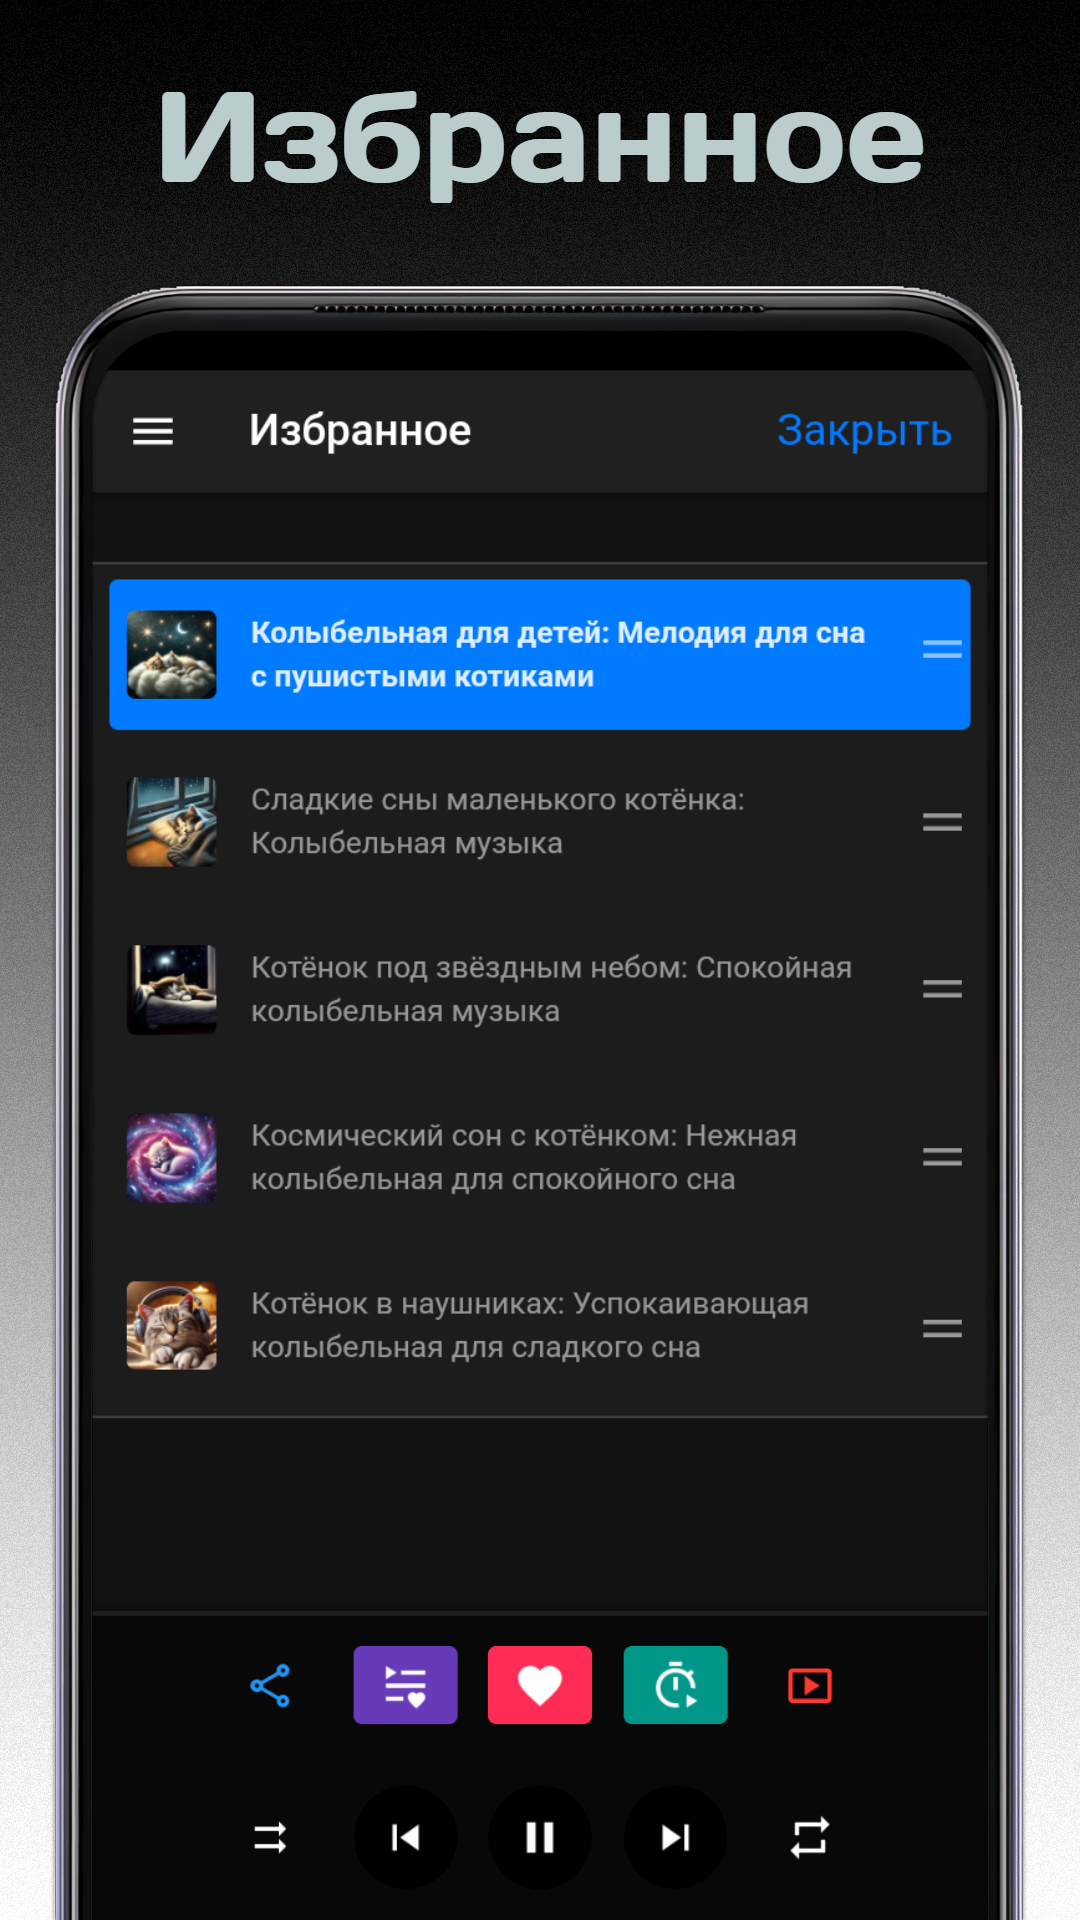 Избранное
Избранное
Закрыть
Колыбельная для детей: Мелодия для сна
с пушистыми котиками
Сладкие сны маленького котёнка:
Колыбельная музыка
Котёнок под звёздным небом: Спокойная
колыбельная музыка
Космический сон с котёнком: Нежная
колыбельная для спокойного сна
Котёнок в наушниках: Успокаивающая
колыбельная для сладкого сна